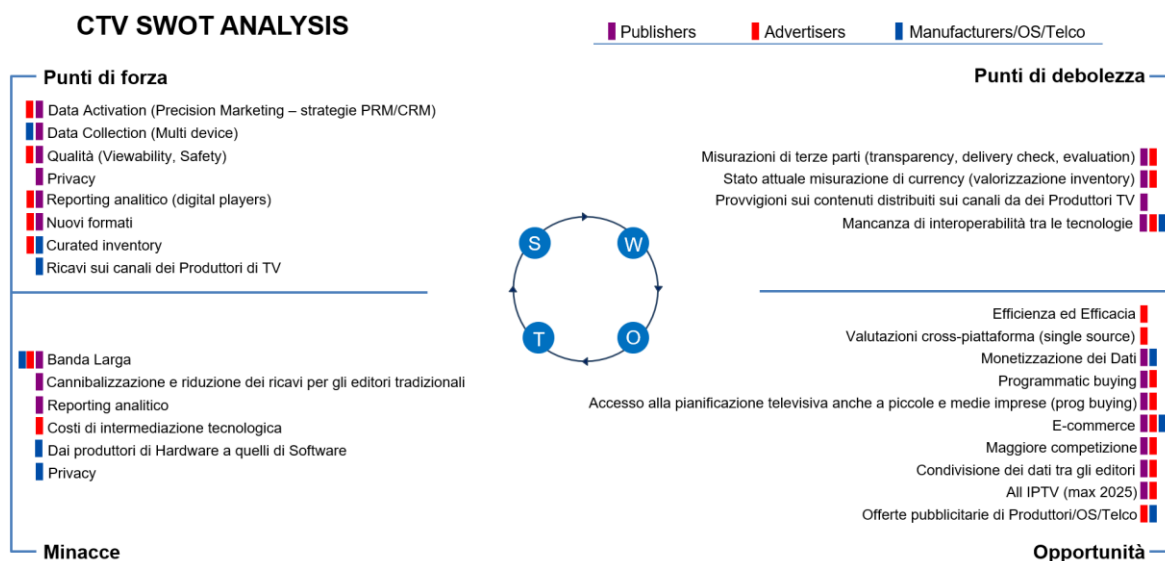 CTV SWOT ANALYSIS
Publishers
Advertisers
Manufacturers/OS/Telco
Punti di forza
Data Activation (Precision Marketing – strategie PRM/CRM)
Data Collection (Multi device)
Qualità (Viewability, Safety)
Privacy
Reporting analitico (digital players)
Nuovi formati
Curated inventory
Ricavi sui canali dei Produttori di TV
Punti di debolezza
Misurazioni di terze parti (transparency, delivery check, evaluation)
Stato attuale misurazione di currency (valorizzazione inventory)
Provvigioni sui contenuti distribuiti sui canali da dei Produttori TV
Mancanza di interoperabilità tra le tecnologie
S
W
T
O
Banda Larga
Cannibalizzazione e riduzione dei ricavi per gli editori tradizionali
Reporting analitico
Costi di intermediazione tecnologica
Dai produttori di Hardware a quelli di Software
Privacy
Minacce
Efficienza ed Efficacia
Valutazioni cross-piattaforma (single source)
Monetizzazione dei Dati
Programmatic buying
Accesso alla pianificazione televisiva anche a piccole e medie imprese (prog buying)
E-commerce
Maggiore competizione
Condivisione dei dati tra gli editori
All IPTV (max 2025)
Offerte pubblicitarie di Produttori/OS/Telco
Opportunità